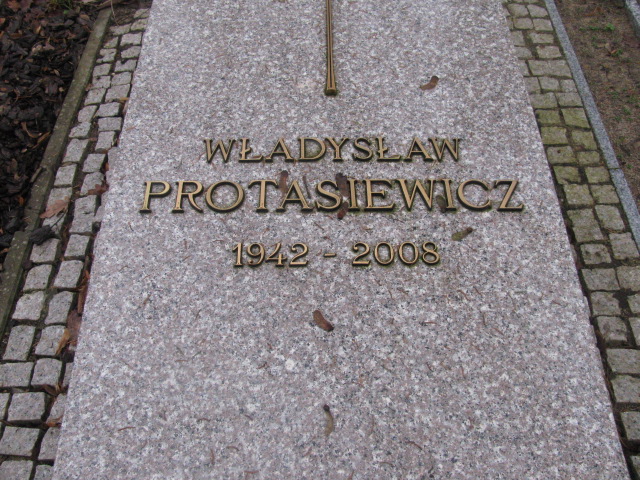 WŁADYSŁAW
PROTASIEWICZ
1942 - 2008